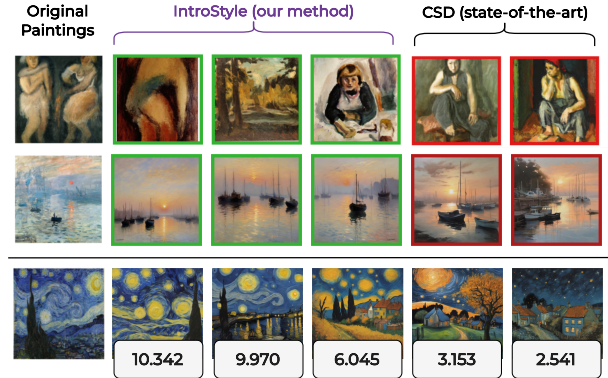 Original
Paintings
IntroStyle (our method)
CSD (state-of-the-art)
10.342
9.970
6.045
3.153
2.541